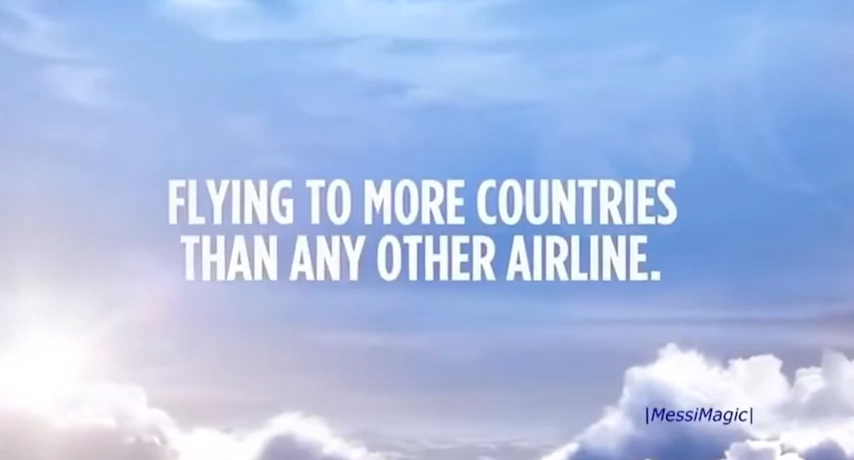 FLYING TO MORE COUNTRIES
THAN ANY OTHER AIRLINE.
|MessiMagic|